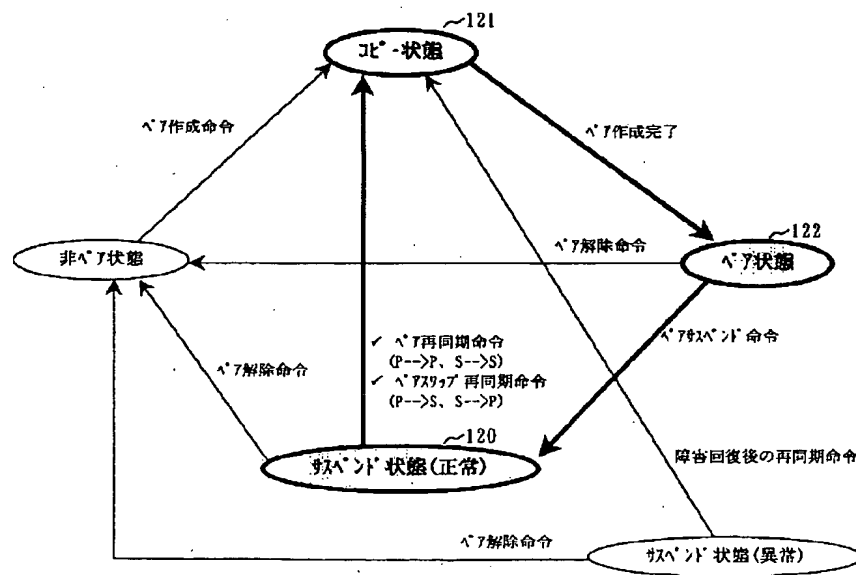 121
コピー状態
ペア作成命令
ペア作成完了
122
非ペア状態
ペア解除命令
ペア状態
✓ ペア再同期命令
(P-->P、S-->S)
✓ ペアスワップ再同期命令
(P-->S、S-->P)
ペアサスペンド命令
ペア解除命令
120
サスペンド状態(正常)
障害回復後の再同期命令
ペア解除命令
サスペンド状態(異常)